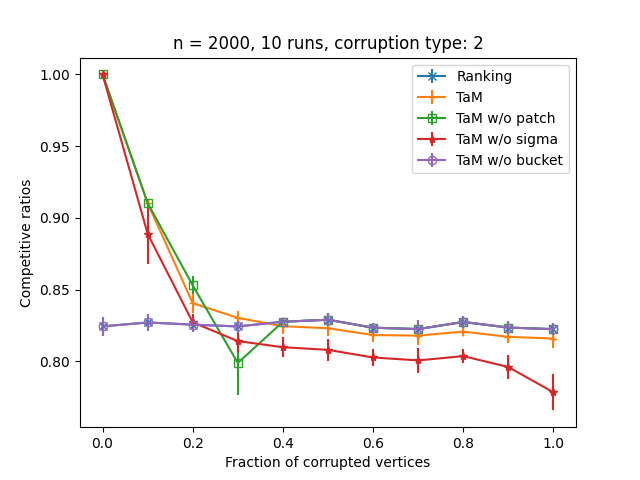 n = 2000, 10 runs, corruption type: 2
Ranking
TaM
TaM w/o patch
TaM w/o sigma
TaM w/o bucket
1.00
0.95
0.90
0.85
0.80
Competitive ratios
0.0 0.2 0.4 0.6 0.8 1.0
Fraction of corrupted vertices